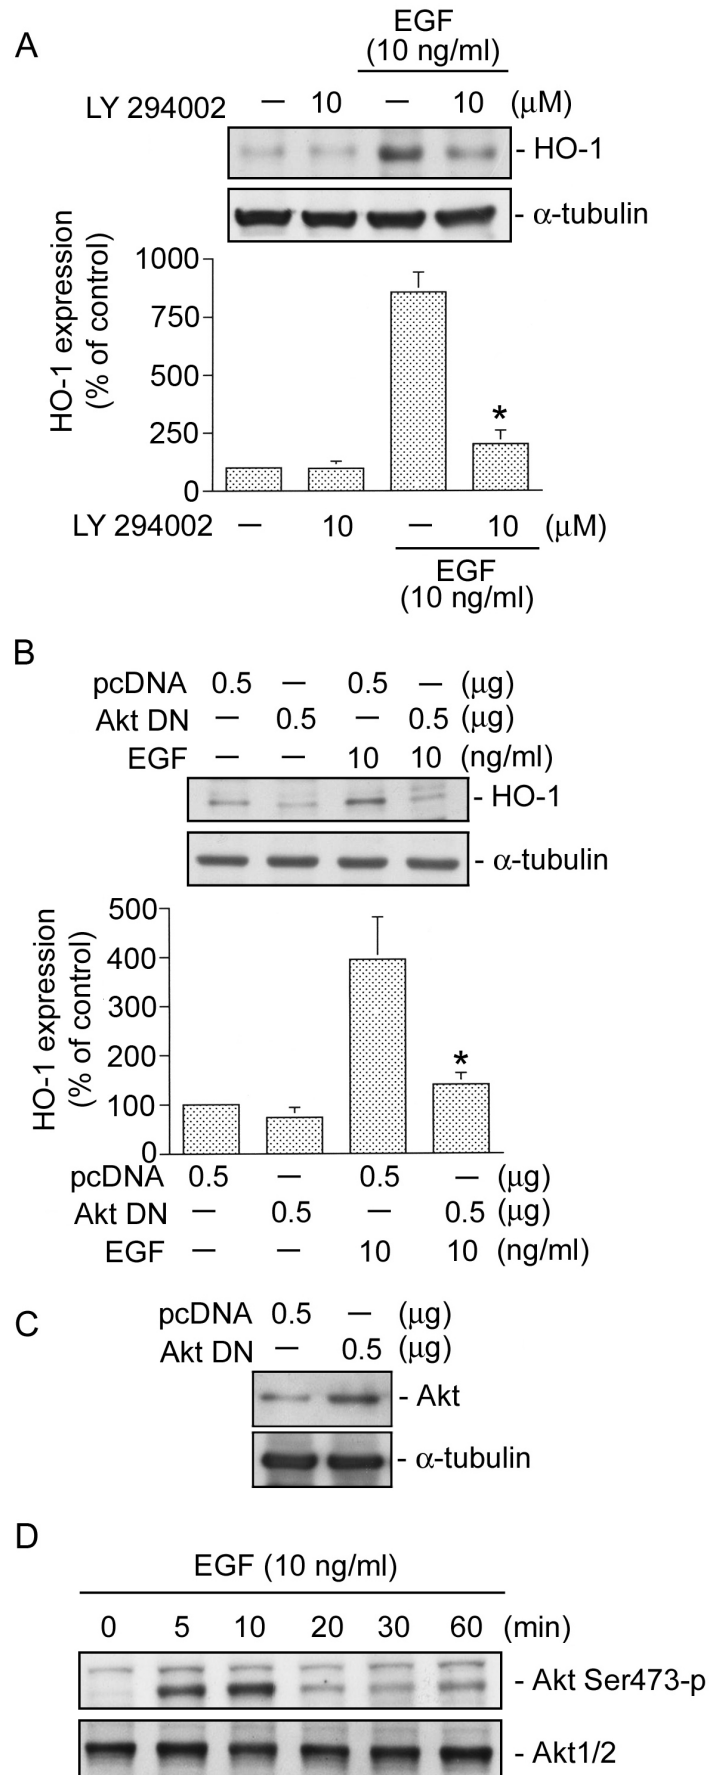 A
EGF
(10 ng/ml)
LY 294002 — 10 — 10 (μM)
- HO-1
- α-tubulin
HO-1 expression
(% of control)
1000
750
500
250
0
*
LY 294002 — 10 — 10 (μM)
EGF
(10 ng/ml)
B
pcDNA 0.5 — 0.5 — (μg)
Akt DN — 0.5 — 0.5 (μg)
EGF — — 10 10 (ng/ml)
- HO-1
- α-tubulin
HO-1 expression
(% of control)
500
400
300
200
100
0
*
pcDNA 0.5 — 0.5 — (μg)
Akt DN — 0.5 — 0.5 (μg)
EGF — — 10 10 (ng/ml)
C
pcDNA 0.5 — (μg)
Akt DN — 0.5 (μg)
- Akt
- α-tubulin
D
EGF (10 ng/ml)
0 5 10 20 30 60 (min)
- Akt Ser473-p
- Akt1/2